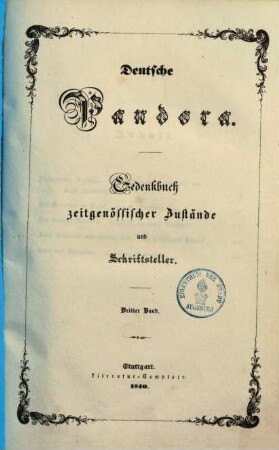 Deutsche
Pandora.
Gedenkbuch
zeitgenössischer Zustände
und
Schriftsteller.
Dritter Band.
Stuttgart.
Literatur-Comptoir
1840.